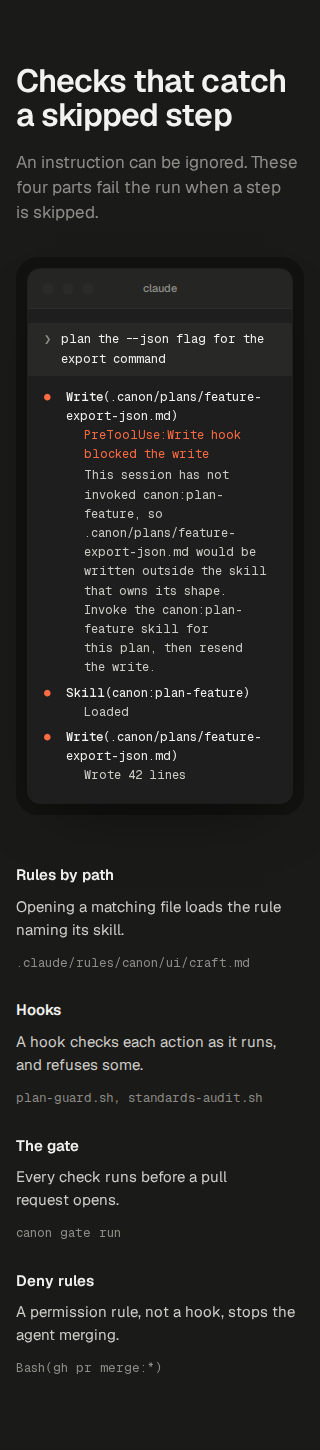 Checks that catch
a skipped step
An instruction can be ignored. These
four parts fail the run when a step
is skipped.
claude
❯ plan the --json flag for the
export command
● Write(.canon/plans/feature-
export-json.md)
PreToolUse:Write hook
blocked the write
This session has not
invoked canon:plan-
feature, so
.canon/plans/feature-
export-json.md would be
written outside the skill
that owns its shape.
Invoke the canon:plan-
feature skill for
this plan, then resend
the write.
● Skill(canon:plan-feature)
Loaded
● Write(.canon/plans/feature-
export-json.md)
Wrote 42 lines
Rules by path
Opening a matching file loads the rule
naming its skill.
.claude/rules/canon/ui/craft.md
Hooks
A hook checks each action as it runs,
and refuses some.
plan-guard.sh, standards-audit.sh
The gate
Every check runs before a pull
request opens.
canon gate run
Deny rules
A permission rule, not a hook, stops the
agent merging.
Bash(gh pr merge:*)